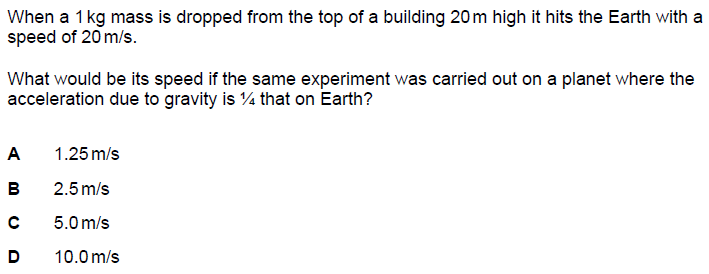 When a 1 kg mass is dropped from the top of a building 20 m high it hits the Earth with a
speed of 20 m/s.
What would be its speed if the same experiment was carried out on a planet where the
acceleration due to gravity is ¼ that on Earth?
A 1.25 m/s
B 2.5 m/s
C 5.0 m/s
D 10.0 m/s